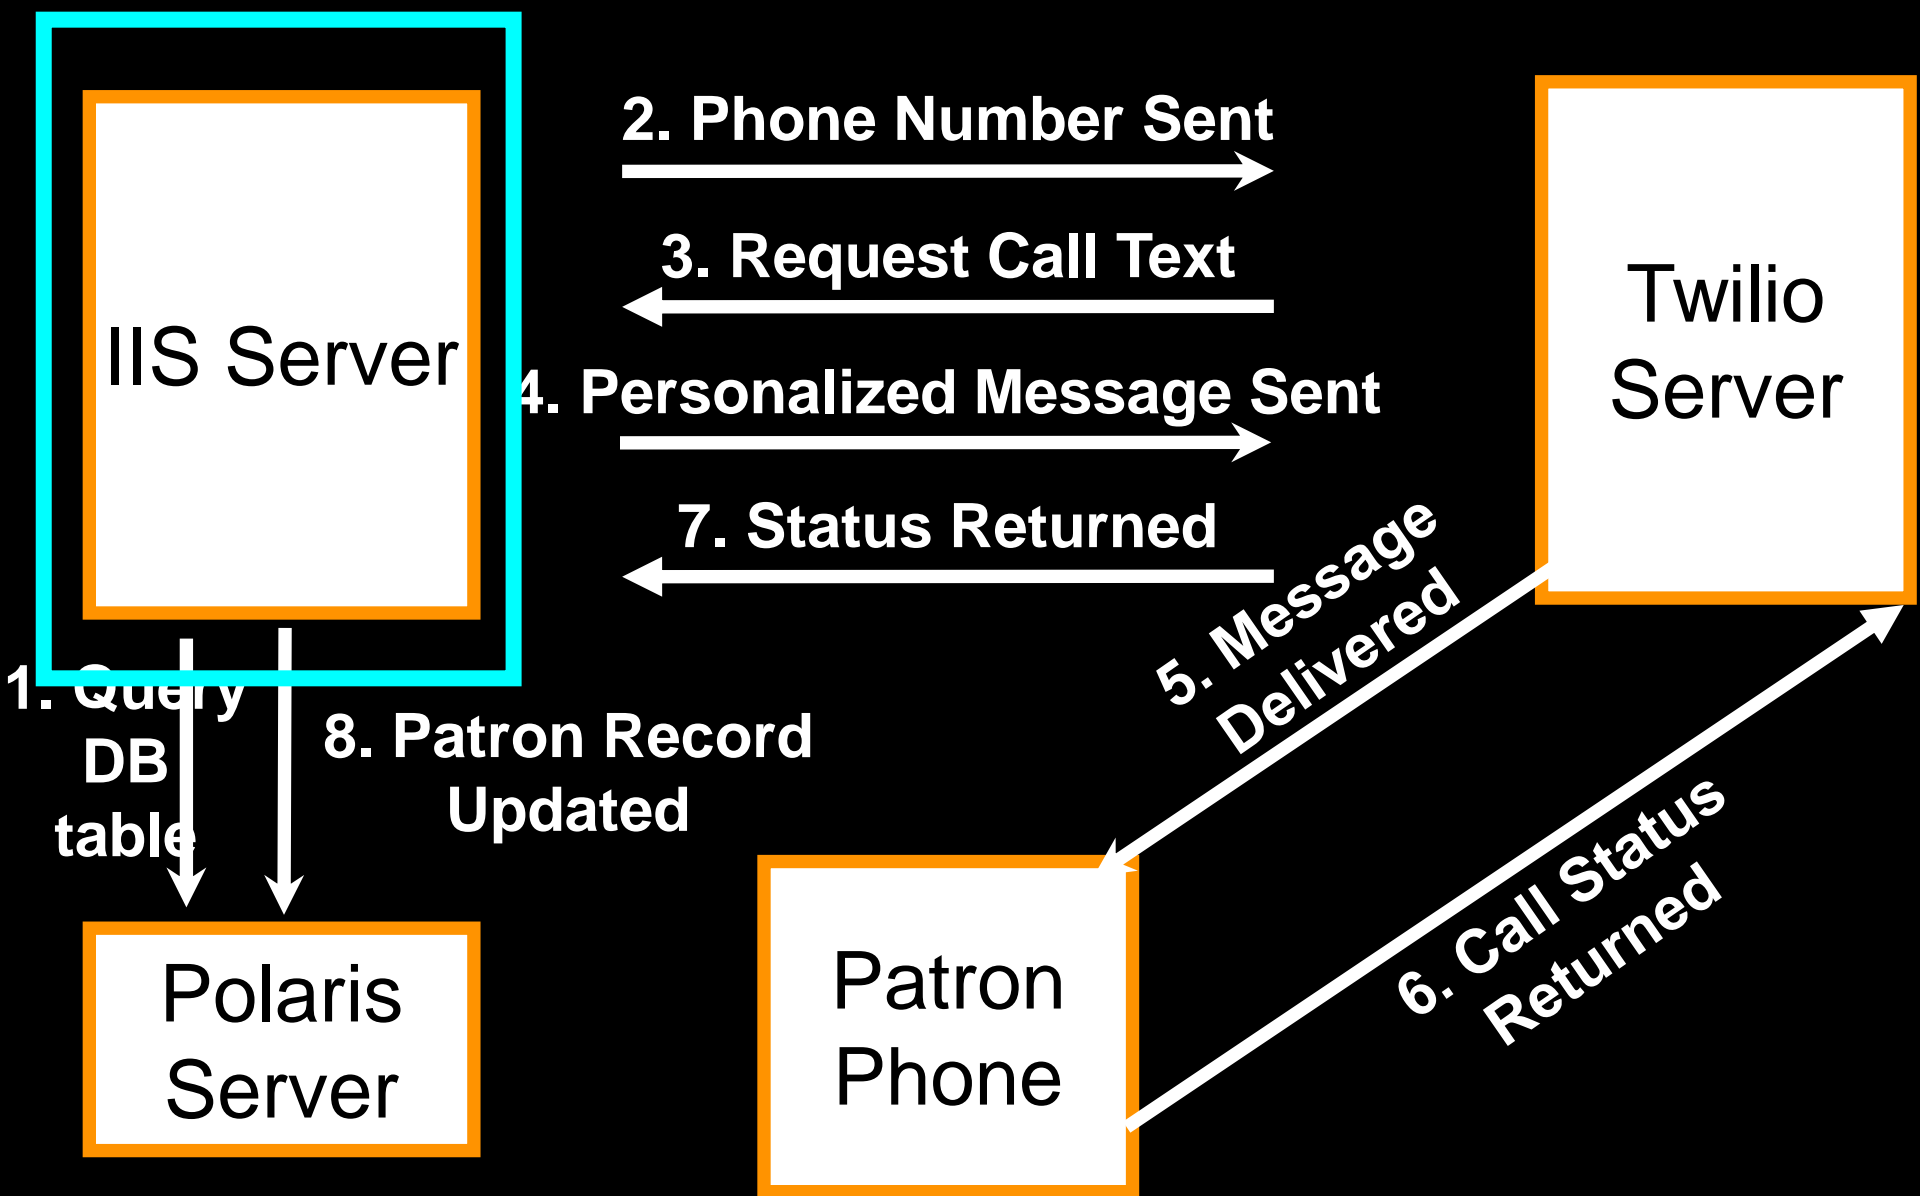 2. Phone Number Sent
3. Request Call Text
IIS Server
4. Personalized Message Sent
7. Status Returned
Twilio
Server
5. Message
Delivered
1. Query
DB
table
8. Patron Record
Updated
6. Call Status
Returned
Polaris
Server
Patron
Phone